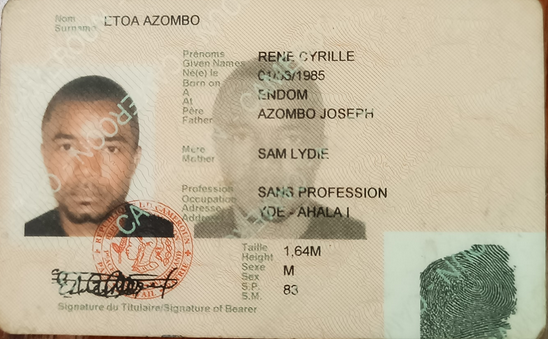 Nom
Surname
ETOA AZOMBO
Prénoms
Given Names
RENE CYRILLE
Né(e) le
Born on
01/03/1985
A
At
ENDOM
Père
Father
AZOMBO JOSEPH
Mère
Mother
SAM LYDIE
Profession
Occupation
SANS PROFESSION
Adresse
Address
YDE - AHALA I
Taille
Height
1,64M
Sexe
Sex
M
S.P.
S.M.
83
Signature du Titulaire/Signature of Bearer
CAMEROUN